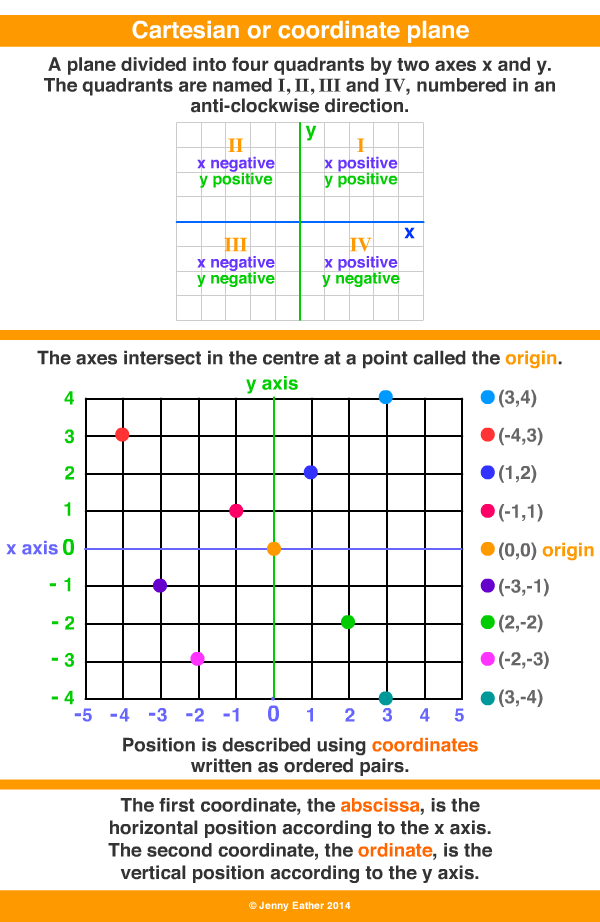 Cartesian or coordinate plane
A plane divided into four quadrants by two axes x and y.
The quadrants are named I, II, III and IV, numbered in an
anti-clockwise direction.
y
II
x negative
y positive
I
x positive
y positive
x
III
x negative
y negative
IV
x positive
y negative
The axes intersect in the centre at a point called the origin.
y axis
4
3
2
1
x axis 0
- 1
- 2
- 3
- 4
-5 -4 -3 -2 -1 0 1 2 3 4 5
(3,4)
(-4,3)
(1,2)
(-1,1)
(0,0) origin
(-3,-1)
(2,-2)
(-2,-3)
(3,-4)
Position is described using coordinates
written as ordered pairs.
The first coordinate, the abscissa, is the
horizontal position according to the x axis.
The second coordinate, the ordinate, is the
vertical position according to the y axis.
© Jenny Eather 2014